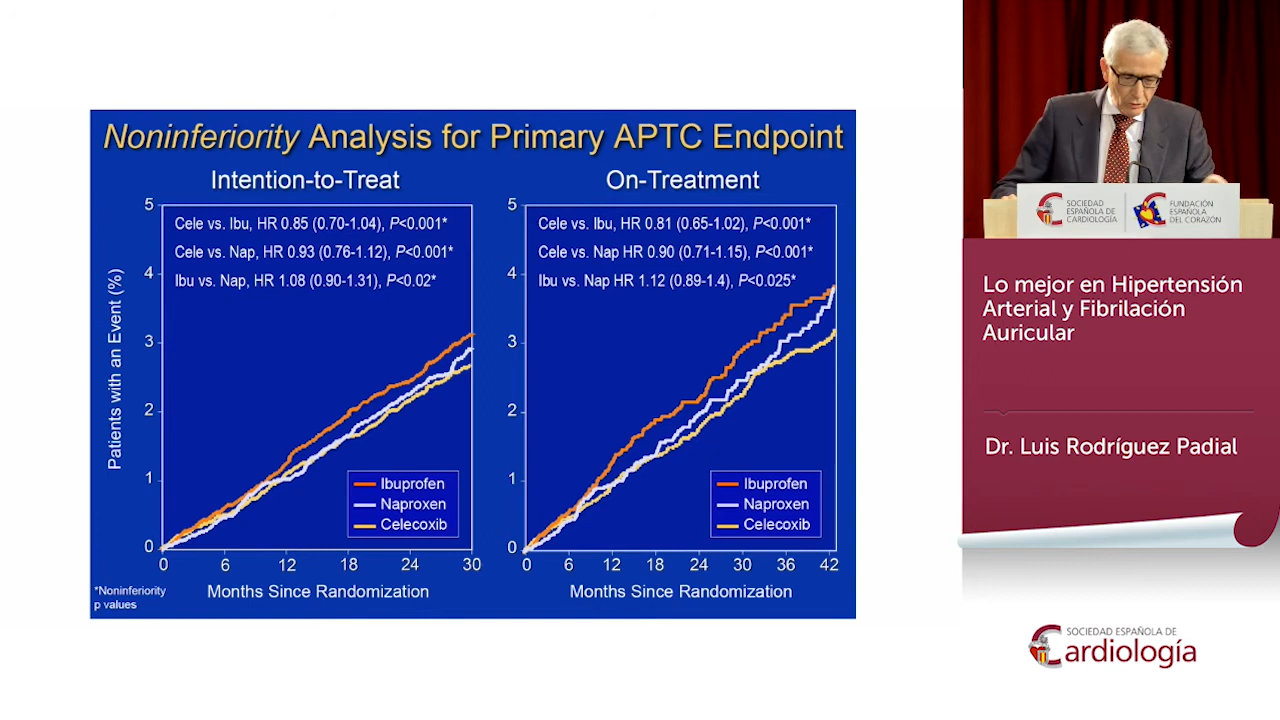 Noninferiority Analysis for Primary APTC Endpoint
Intention-to-Treat
Patients with an Event (%)
5
4
3
2
1
0
Cele vs. Ibu, HR 0.85 (0.70-1.04), P<0.001*
Cele vs. Nap, HR 0.93 (0.76-1.12), P<0.001*
Ibu vs. Nap, HR 1.08 (0.90-1.31), P<0.02*
Ibuprofen
Naproxen
Celecoxib
0 6 12 18 24 30
Months Since Randomization
On-Treatment
5
4
3
2
1
0
Cele vs. Ibu, HR 0.81 (0.65-1.02), P<0.001*
Cele vs. Nap HR 0.90 (0.71-1.15), P<0.001*
Ibu vs. Nap HR 1.12 (0.89-1.4), P<0.025*
Ibuprofen
Naproxen
Celecoxib
0 6 12 18 24 30 36 42
Months Since Randomization
*Noninferiority
p values
SOCIEDAD
ESPAÑOLA DE
CARDIOLOGÍA
FUNDACIÓN
ESPAÑOLA
DEL CORAZÓN
Lo mejor en Hipertensión
Arterial y Fibrilación
Auricular
Dr. Luis Rodríguez Padial
SOCIEDAD ESPAÑOLA DE
Cardiología